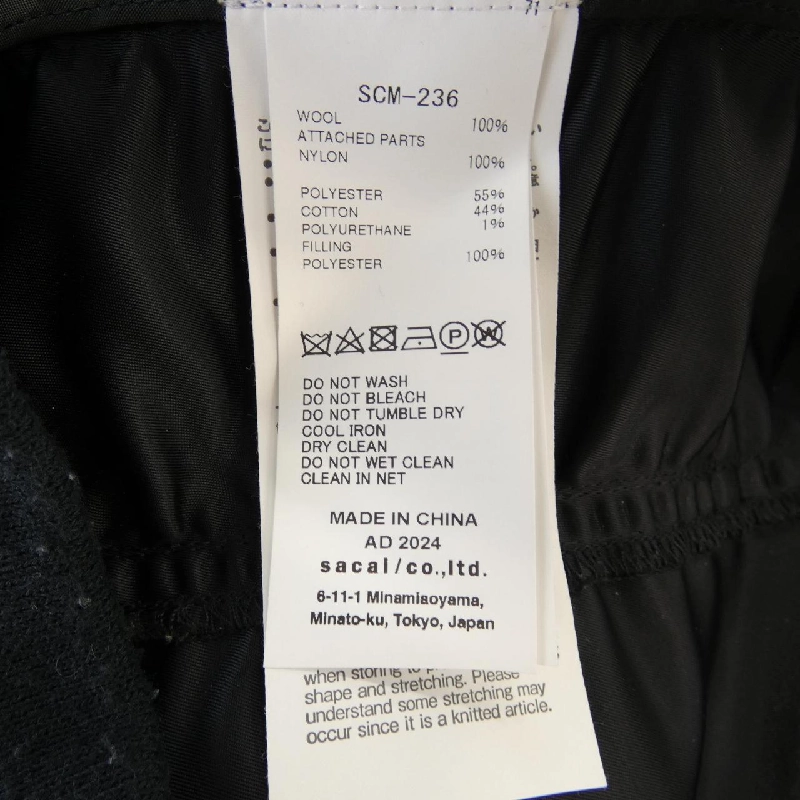 SCM-236
WOOL 100%
ATTACHED PARTS
NYLON 100%
POLYESTER 55%
COTTON 44%
POLYURETHANE 1%
FILLING
POLYESTER 100%
P W
DO NOT WASH
DO NOT BLEACH
DO NOT TUMBLE DRY
COOL IRON
DRY CLEAN
DO NOT WET CLEAN
CLEAN IN NET
MADE IN CHINA
AD 2024
sacai/co.,ltd.
6-11-1 Minamiaoyama,
Minato-ku, Tokyo, Japan
when storing to
shape and stretching. Please
understand some stretching may
occur since it is a knitted article.